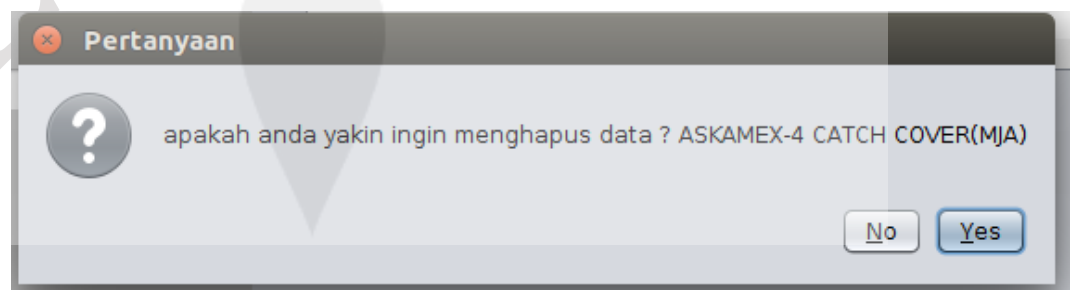 Pertanyaan
apakah anda yakin ingin menghapus data ? ASKAMEX-4 CATCH COVER(MJA)
No
Yes